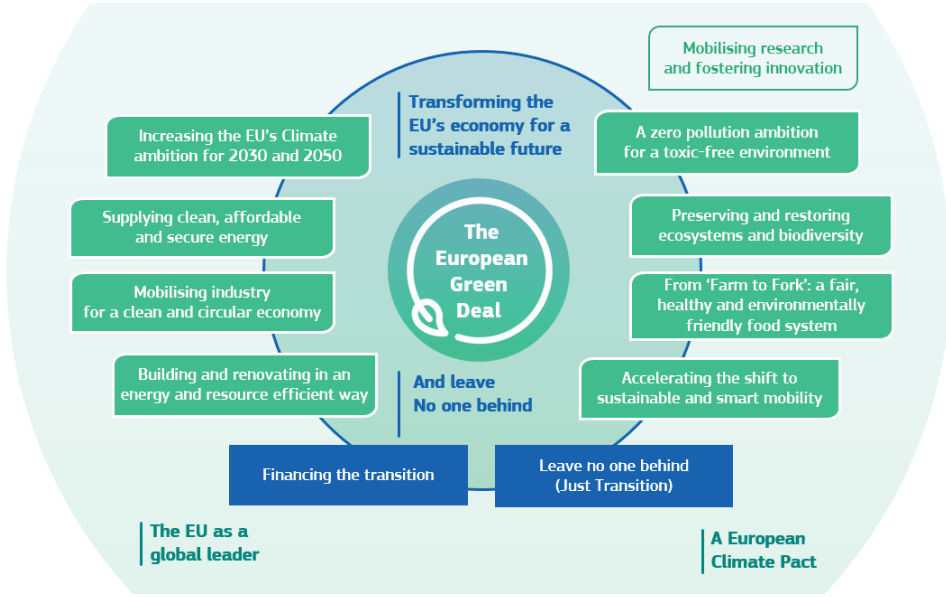 Mobilising research
and fostering innovation
Transforming the
EU's economy for a
sustainable future
Increasing the EU's Climate
ambition for 2030 and 2050
A zero pollution ambition
for a toxic-free environment
Supplying clean, affordable
and secure energy
Preserving and restoring
ecosystems and biodiversity
The
European
Green
Deal
Mobilising industry
for a clean and circular economy
From ‘Farm to Fork’: a fair,
healthy and environmentally
friendly food system
Building and renovating in an
energy and resource efficient way
Accelerating the shift to
sustainable and smart mobility
And leave
No one behind
Financing the transition
Leave no one behind
(Just Transition)
The EU as a
global leader
A European
Climate Pact